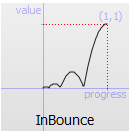 value
(1,1)
progress
InBounce